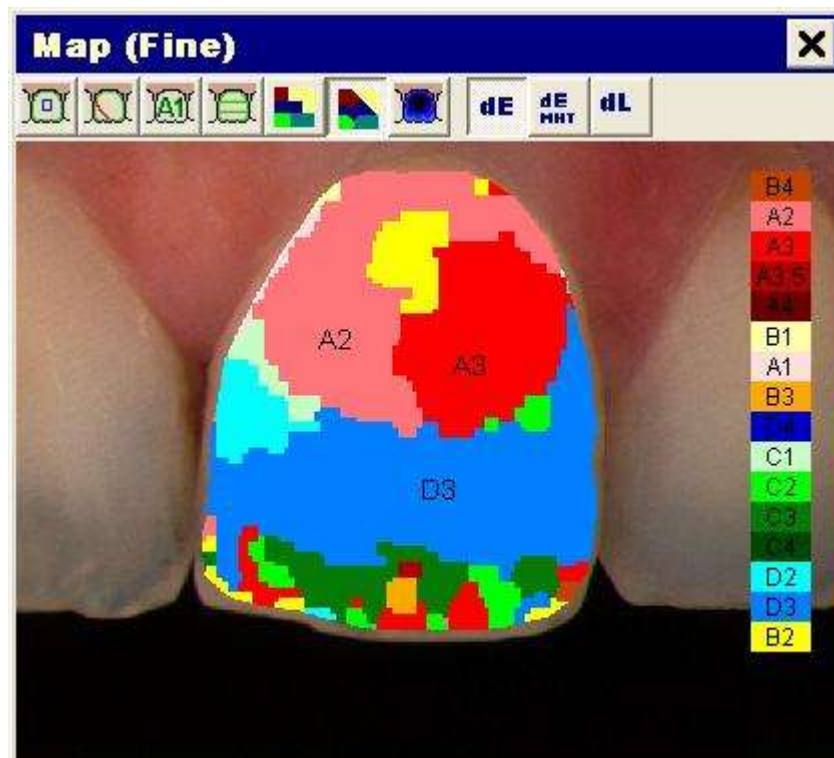 Map (Fine)
A1 dE dE MHT dL
B4
A2
A3
A3.5
A4
B1
A1
B3
D4
C1
C2
C3
C4
D2
D3
B2
A2
A3
D3